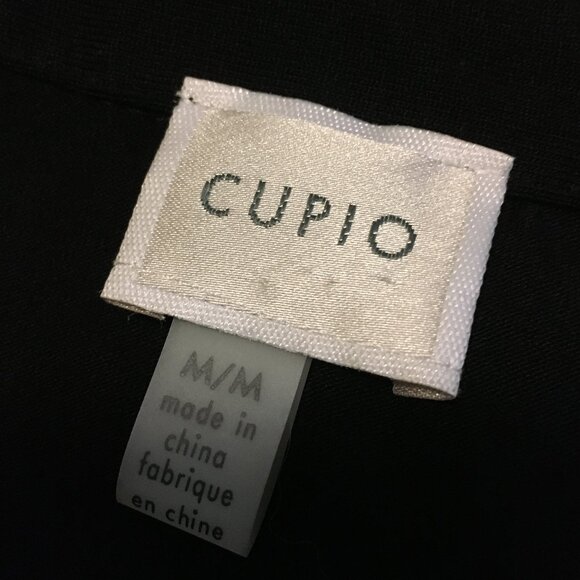 CUPIO
M/M
made in
china
fabrique
en chine